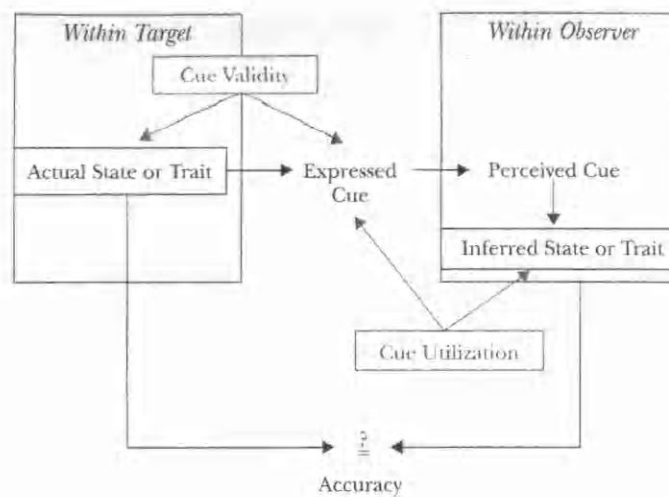 Within Target
Within Observer
Cue Validity
Actual State or Trait
Expressed
Cue
Perceived Cue
Inferred State or Trait
Cue Utilization
?
=
Accuracy